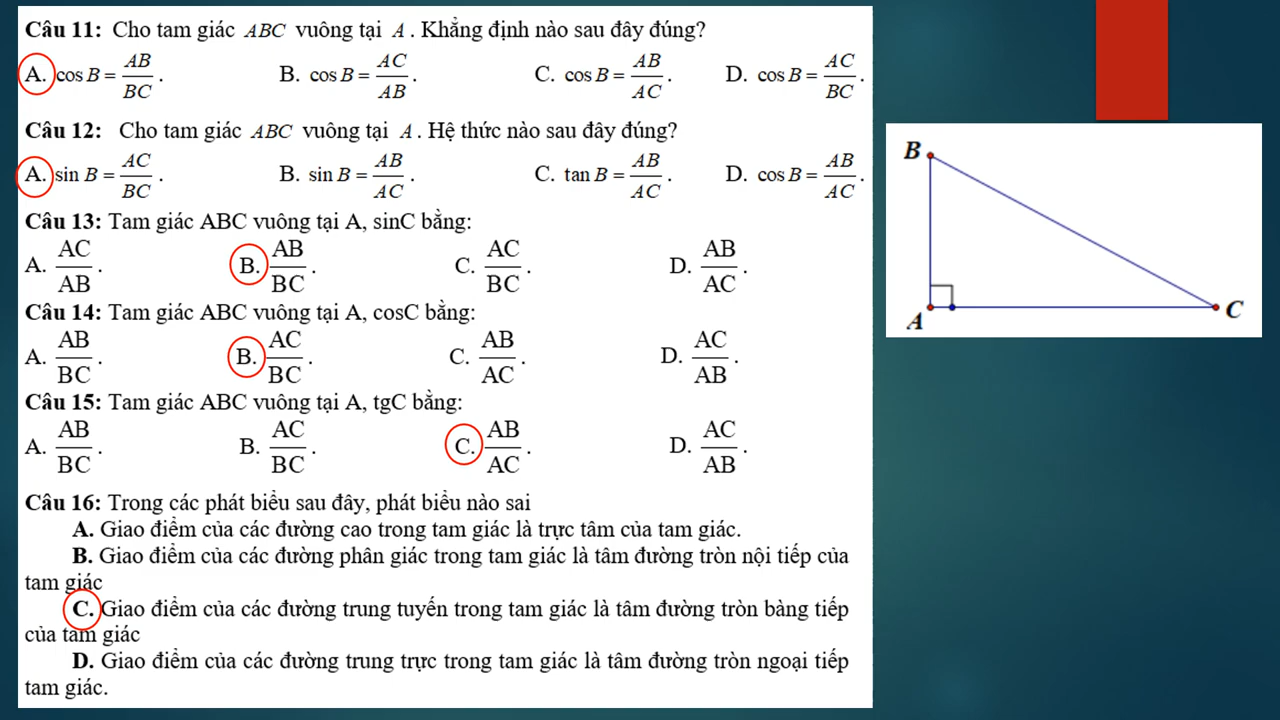 Câu 11: Cho tam giác ABC vuông tại A . Khẳng định nào sau đây đúng?
A. cos B = AB/BC . B. cos B = AC/AB . C. cos B = AB/AC . D. cos B = AC/BC .
Câu 12: Cho tam giác ABC vuông tại A . Hệ thức nào sau đây đúng?
A. sin B = AC/BC . B. sin B = AB/AC . C. tan B = AB/AC . D. cos B = AB/AC .
Câu 13: Tam giác ABC vuông tại A, sinC bằng:
A. AC/AB . B. AB/BC . C. AC/BC . D. AB/AC .
Câu 14: Tam giác ABC vuông tại A, cosC bằng:
A. AB/BC . B. AC/BC . C. AB/AC . D. AC/AB .
Câu 15: Tam giác ABC vuông tại A, tgC bằng:
A. AB/BC . B. AC/BC . C. AB/AC . D. AC/AB .
Câu 16: Trong các phát biểu sau đây, phát biểu nào sai
A. Giao điểm của các đường cao trong tam giác là trực tâm của tam giác.
B. Giao điểm của các đường phân giác trong tam giác là tâm đường tròn nội tiếp của
tam giác
C. Giao điểm của các đường trung tuyến trong tam giác là tâm đường tròn bàng tiếp
của tam giác
D. Giao điểm của các đường trung trực trong tam giác là tâm đường tròn ngoại tiếp
tam giác.
B
A
C